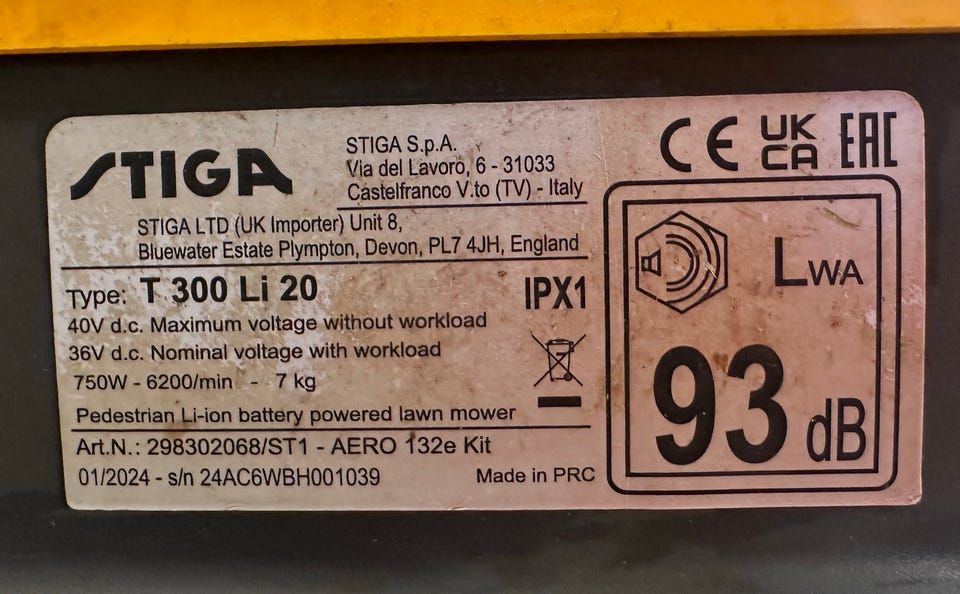 STIGA
STIGA S.p.A.
Via del Lavoro, 6 - 31033
Castelfranco V.to (TV) - Italy
STIGA LTD (UK Importer) Unit 8,
Bluewater Estate Plympton, Devon, PL7 4JH, England
Type: T 300 Li 20
IPX1
40V d.c. Maximum voltage without workload
36V d.c. Nominal voltage with workload
750W - 6200/min - 7 kg
Pedestrian Li-ion battery powered lawn mower
Art.N.: 298302068/ST1 - AERO 132e Kit
01/2024 - s/n 24AC6WBH001039
Made in PRC
CE UK CA EAC
LWA
93 dB